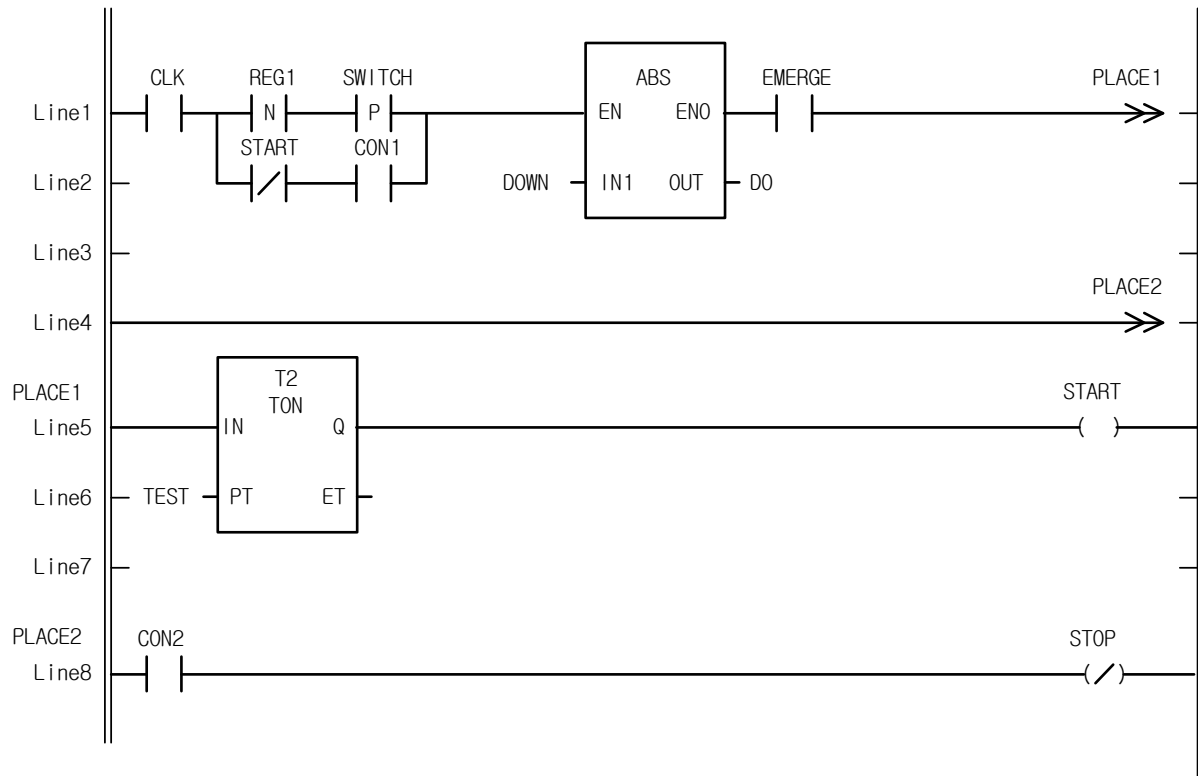 CLK REG1 SWITCH ABS EMERGE PLACE1
Line1 N P EN ENO
START CON1
Line2 DOWN IN1 OUT DO
Line3
PLACE2
Line4
PLACE1 T2 START
TON
Line5 IN Q ( )
Line6 TEST PT ET
Line7
PLACE2 CON2 STOP
Line8 (/)